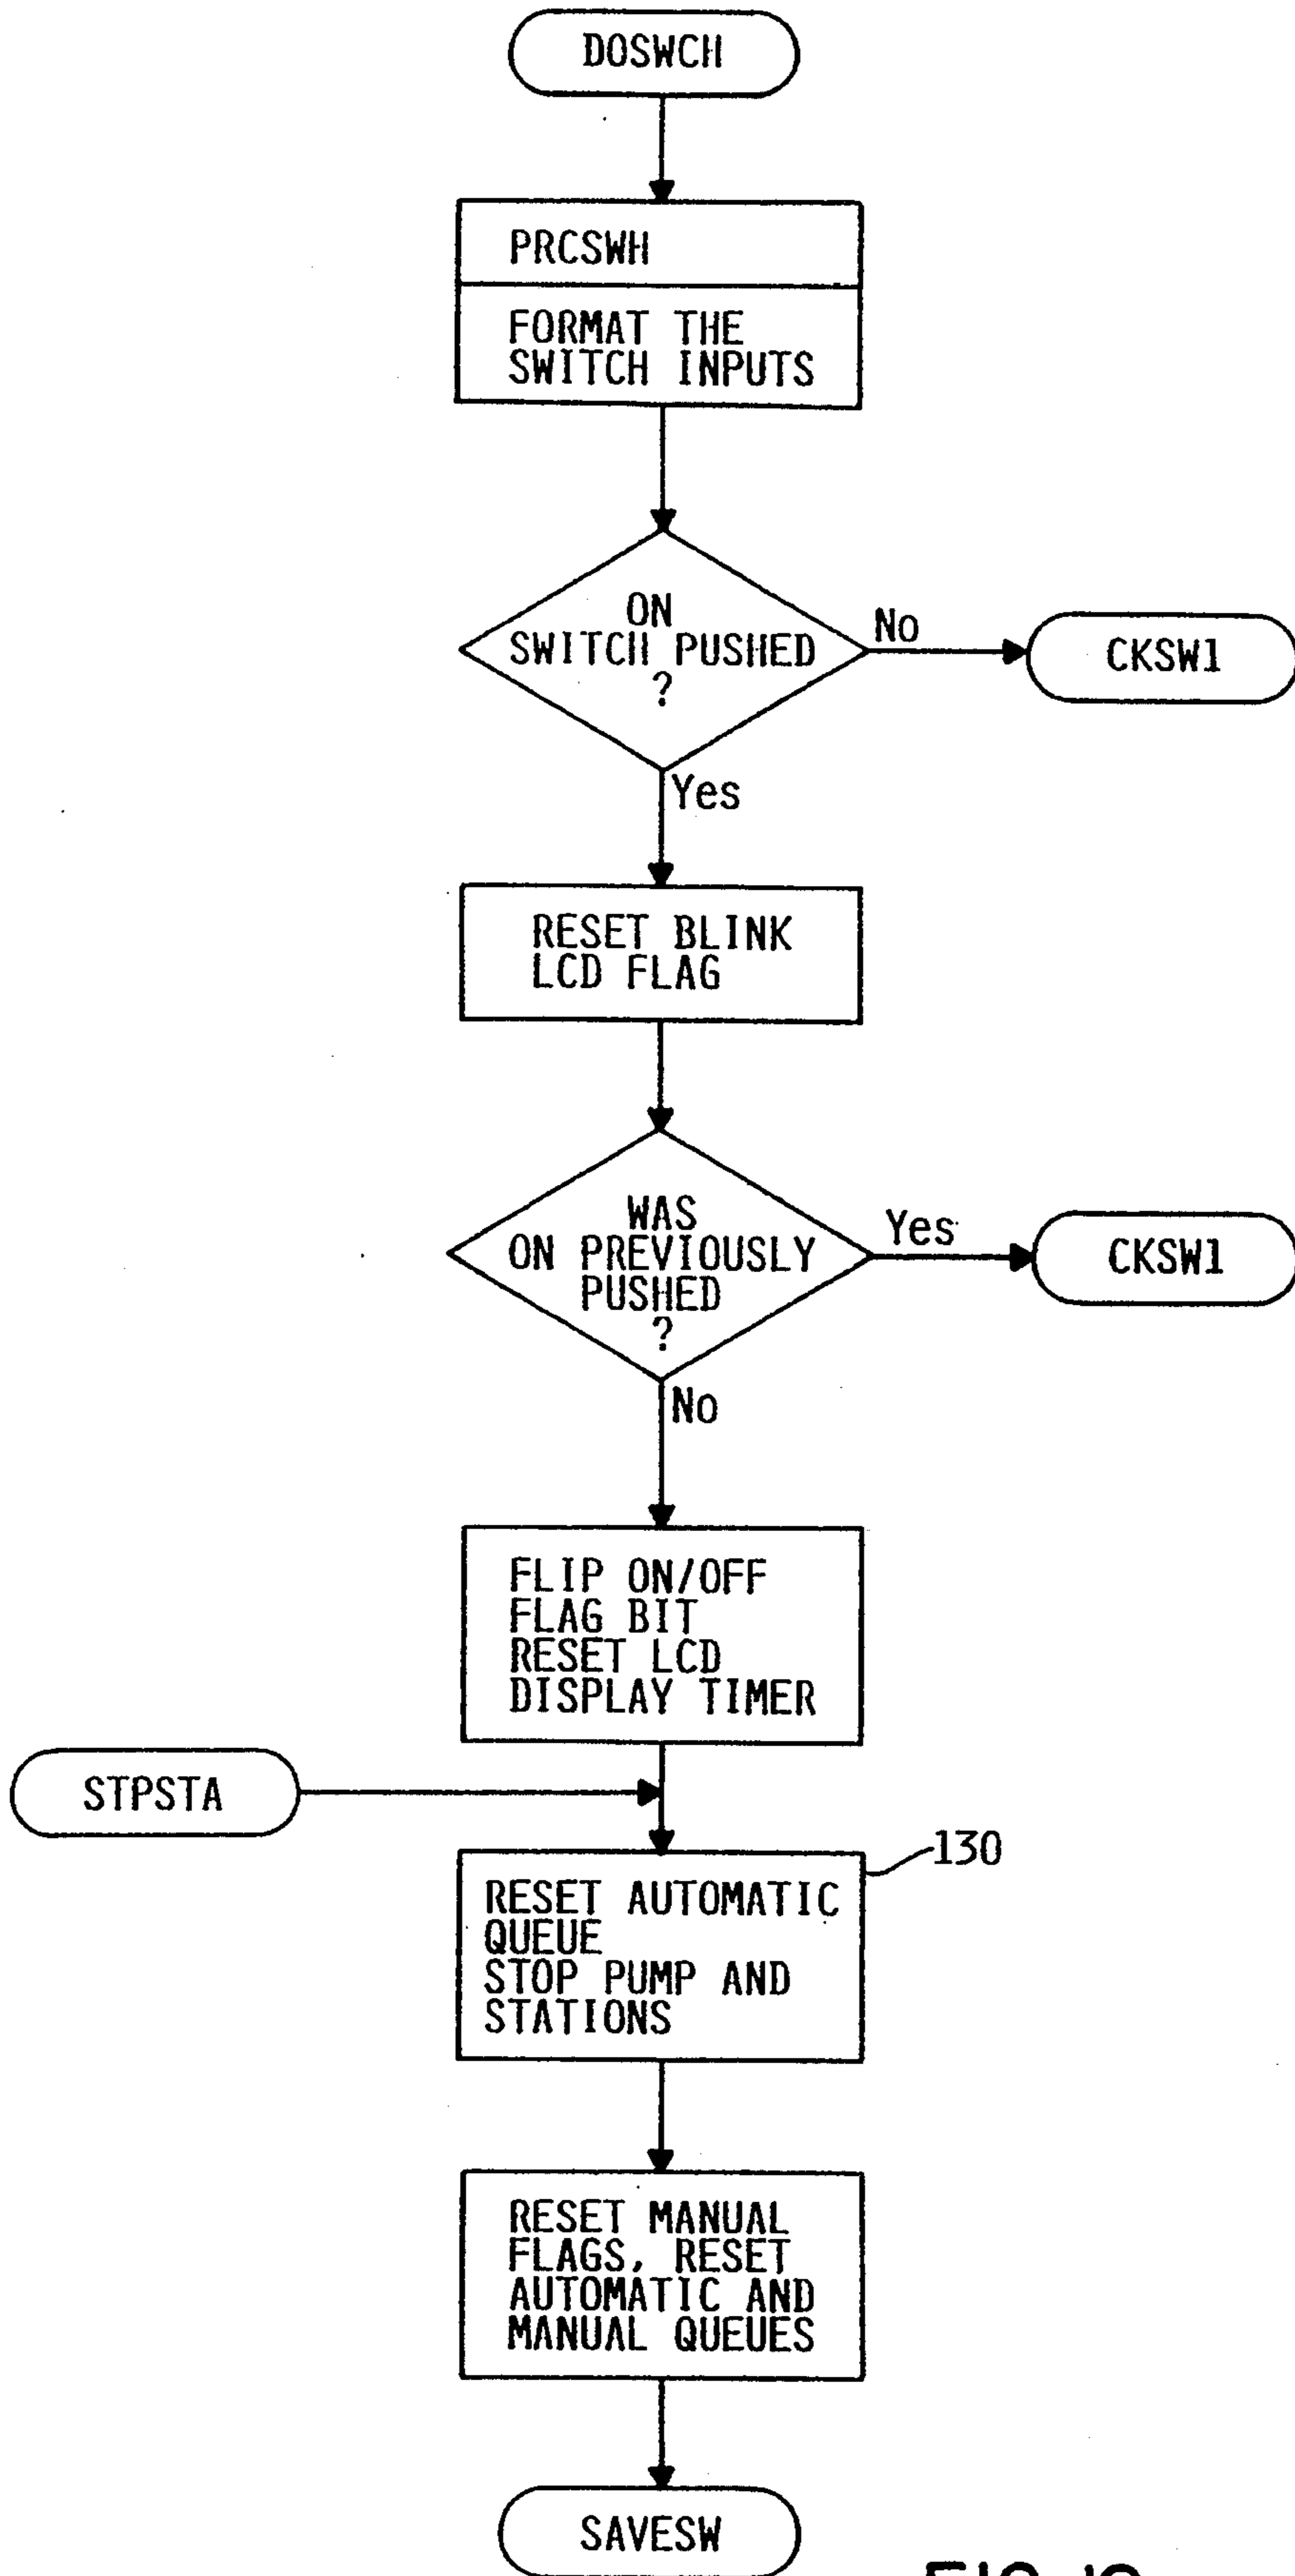 DOSWCH
PRCSWH
FORMAT THE
SWITCH INPUTS
ON
SWITCH PUSHED
?
No
CKSW1
Yes
RESET BLINK
LCD FLAG
WAS
ON PREVIOUSLY
PUSHED
?
Yes
CKSW1
No
FLIP ON/OFF
FLAG BIT
RESET LCD
DISPLAY TIMER
STPSTA
130
RESET AUTOMATIC
QUEUE
STOP PUMP AND
STATIONS
RESET MANUAL
FLAGS, RESET
AUTOMATIC AND
MANUAL QUEUES
SAVESW